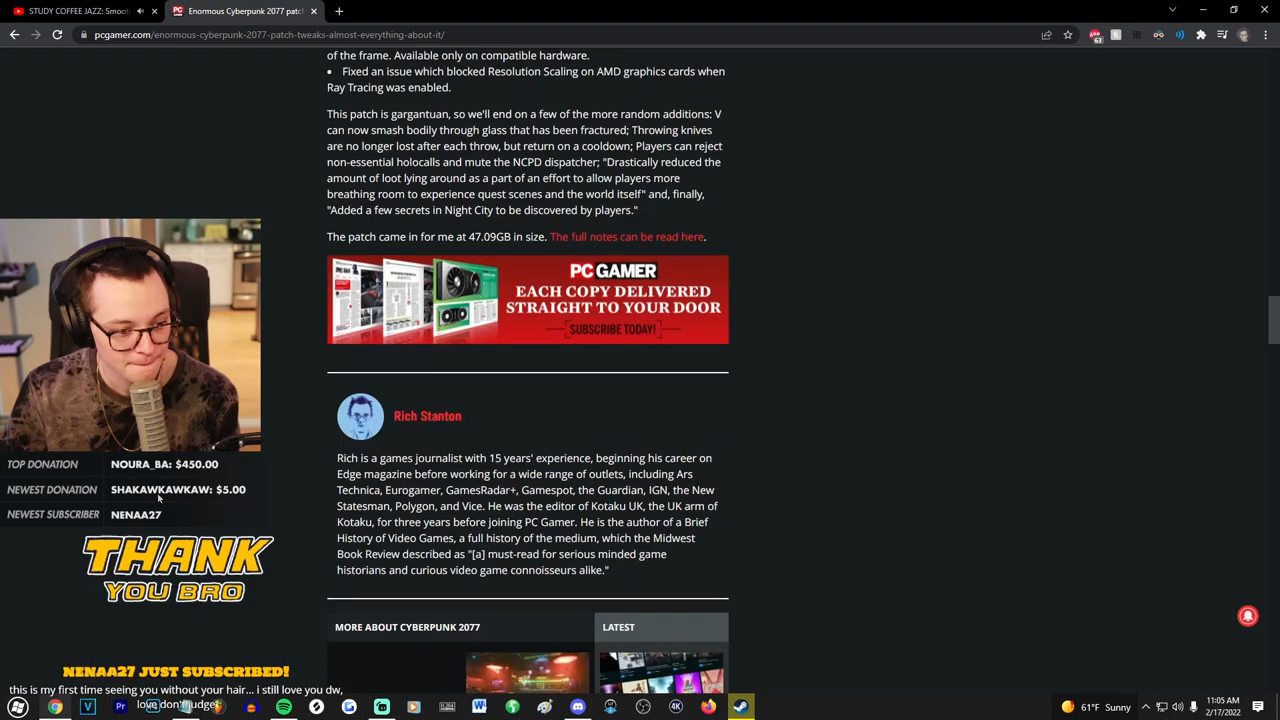 STUDY COFFEE JAZZ: Smoot
Enormous Cyberpunk 2077 patch
pcgamer.com/enormous-cyberpunk-2077-patch-tweaks-almost-everything-about-it/
of the frame. Available only on compatible hardware.
• Fixed an issue which blocked Resolution Scaling on AMD graphics cards when
Ray Tracing was enabled.
This patch is gargantuan, so we'll end on a few of the more random additions: V
can now smash bodily through glass that has been fractured; Throwing knives
are no longer lost after each throw, but return on a cooldown; Players can reject
non-essential holocalls and mute the NCPD dispatcher; "Drastically reduced the
amount of loot lying around as a part of an effort to allow players more
breathing room to experience quest scenes and the world itself" and, finally,
"Added a few secrets in Night City to be discovered by players."
The patch came in for me at 47.09GB in size. The full notes can be read here.
PC GAMER
EACH COPY DELIVERED
STRAIGHT TO YOUR DOOR
SUBSCRIBE TODAY!
Rich Stanton
Rich is a games journalist with 15 years' experience, beginning his career on
Edge magazine before working for a wide range of outlets, including Ars
Technica, Eurogamer, GamesRadar+, Gamespot, the Guardian, IGN, the New
Statesman, Polygon, and Vice. He was the editor of Kotaku UK, the UK arm of
Kotaku, for three years before joining PC Gamer. He is the author of a Brief
History of Video Games, a full history of the medium, which the Midwest
Book Review described as "[a] must-read for serious minded game
historians and curious video game connoisseurs alike."
MORE ABOUT CYBERPUNK 2077
LATEST
TOP DONATION NOURA_BA: $450.00
NEWEST DONATION SHAKAWKAWKAW: $5.00
NEWEST SUBSCRIBER NENAA27
THANK
YOU BRO
NENAA27 JUST SUBSCRIBED!
this is my first time seeing you without your hair... i still love you dw,
love don't judge
68°F Sunny
11:05 AM
2/17/2022